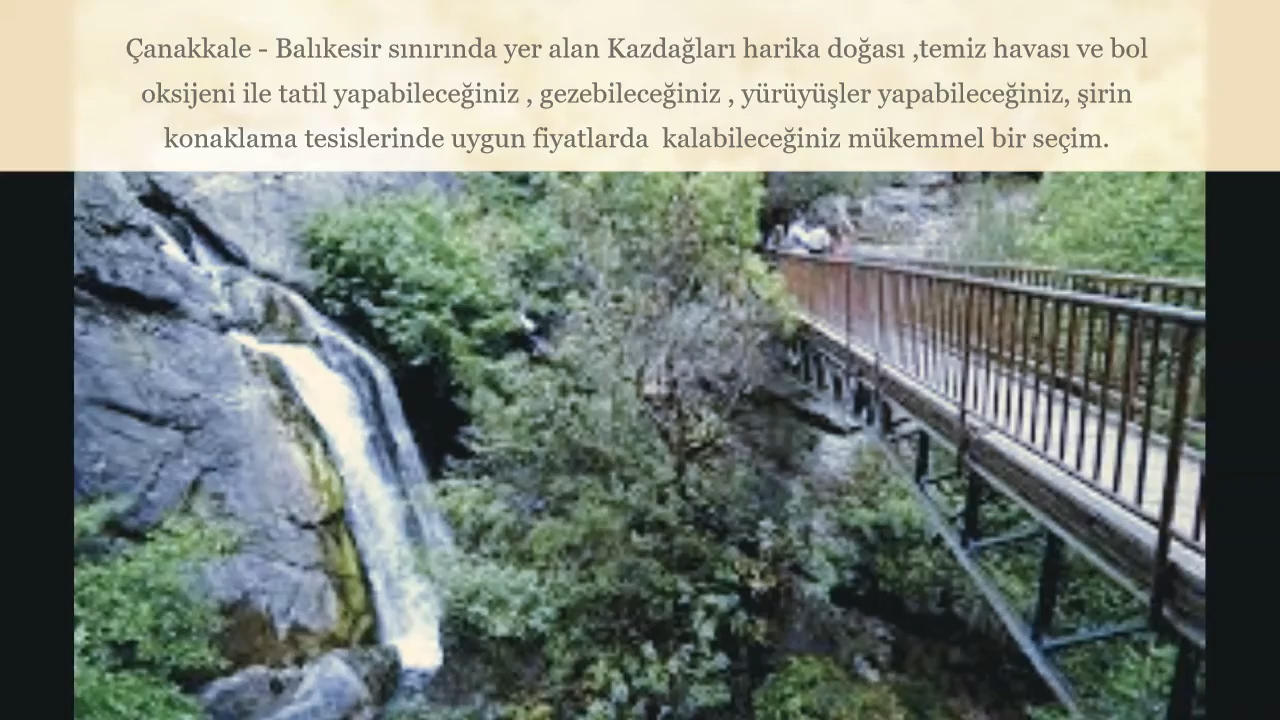 Çanakkale - Balıkesir sınırında yer alan Kazdağları harika doğası ,temiz havası ve bol
oksijeni ile tatil yapabileceğiniz , gezebileceğiniz , yürüyüşler yapabileceğiniz, şirin
konaklama tesislerinde uygun fiyatlarda  kalabileceğiniz mükemmel bir seçim.